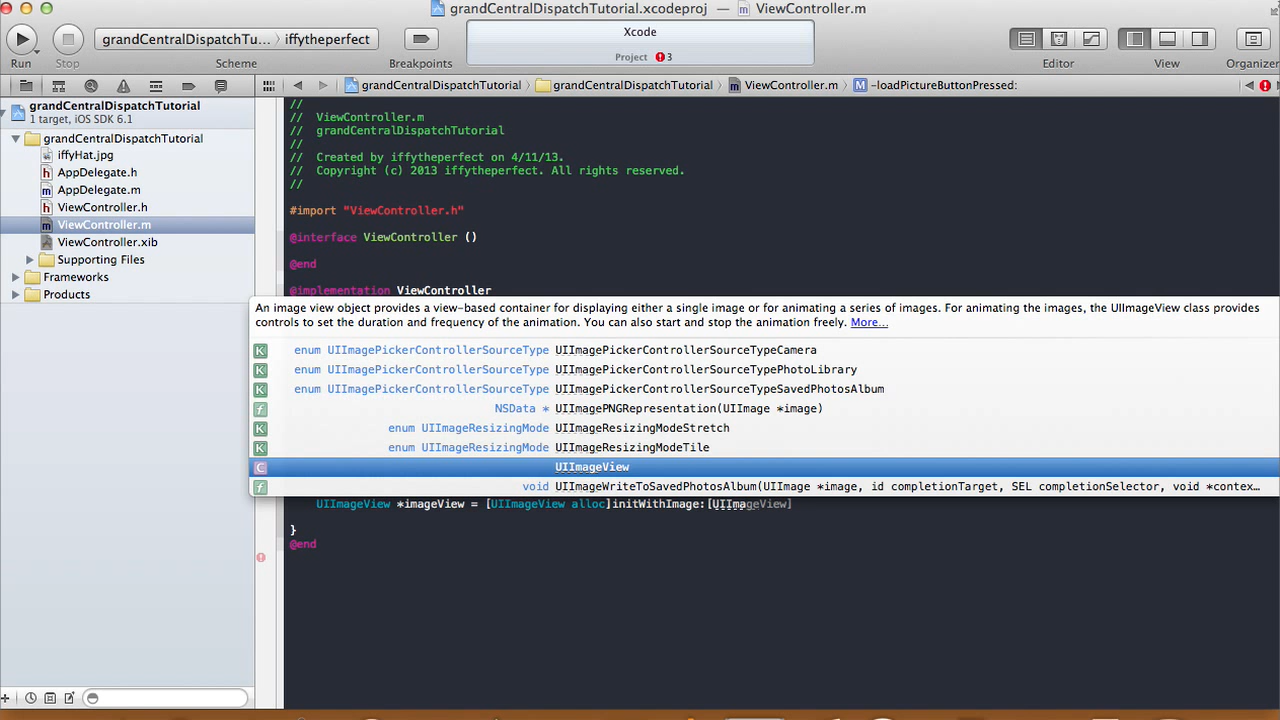 grandCentralDispatchTutorial.xcodeproj — ViewController.m
grandCentralDispatchTu... iffytheperfect
Xcode
Project 3
Run
Stop
Scheme
Breakpoints
Editor
View
Organizer
grandCentralDispatchTutorial
grandCentralDispatchTutorial
ViewController.m
M
-loadPictureButtonPressed:
grandCentralDispatchTutorial
1 target, iOS SDK 6.1
grandCentralDispatchTutorial
iffyHat.jpg
h AppDelegate.h
m AppDelegate.m
h ViewController.h
m ViewController.m
ViewController.xib
Supporting Files
Frameworks
Products
//
// ViewController.m
// grandCentralDispatchTutorial
//
// Created by iffytheperfect on 4/11/13.
// Copyright (c) 2013 iffytheperfect. All rights reserved.
//
#import "ViewController.h"
@interface ViewController ()
@end
@implementation ViewController
An image view object provides a view-based container for displaying either a single image or for animating a series of images. For animating the images, the UIImageView class provides
controls to set the duration and frequency of the animation. You can also start and stop the animation freely. More...
K enum UIImagePickerControllerSourceType UIImagePickerControllerSourceTypeCamera
K enum UIImagePickerControllerSourceType UIImagePickerControllerSourceTypePhotoLibrary
K enum UIImagePickerControllerSourceType UIImagePickerControllerSourceTypeSavedPhotosAlbum
f NSData * UIImagePNGRepresentation(UIImage *image)
K enum UIImageResizingMode UIImageResizingModeStretch
K enum UIImageResizingMode UIImageResizingModeTile
C UIImageView
f void UIImageWriteToSavedPhotosAlbum(UIImage *image, id completionTarget, SEL completionSelector, void *contex...
UIImageView *imageView = [UIImageView alloc]initWithImage:[UIImageView]
}
@end